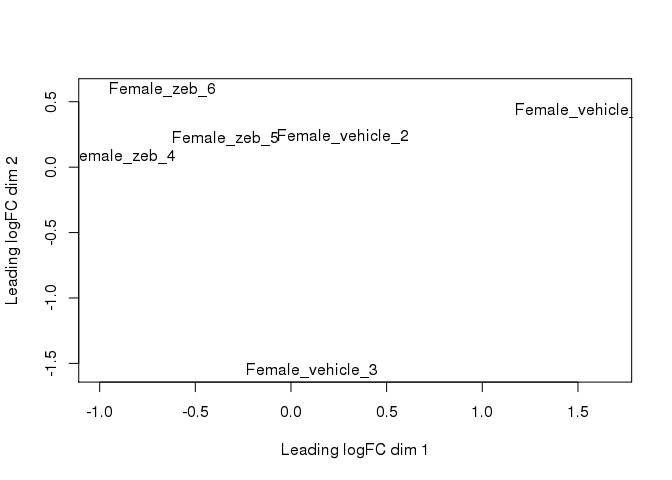 Female_zeb_6
Female_vehicle_
Female_zeb_5
Female_vehicle_2
emale_zeb_4
Female_vehicle_3
0.5
0.0
-0.5
-1.0
-1.5
Leading logFC dim 2
-1.0 -0.5 0.0 0.5 1.0 1.5
Leading logFC dim 1